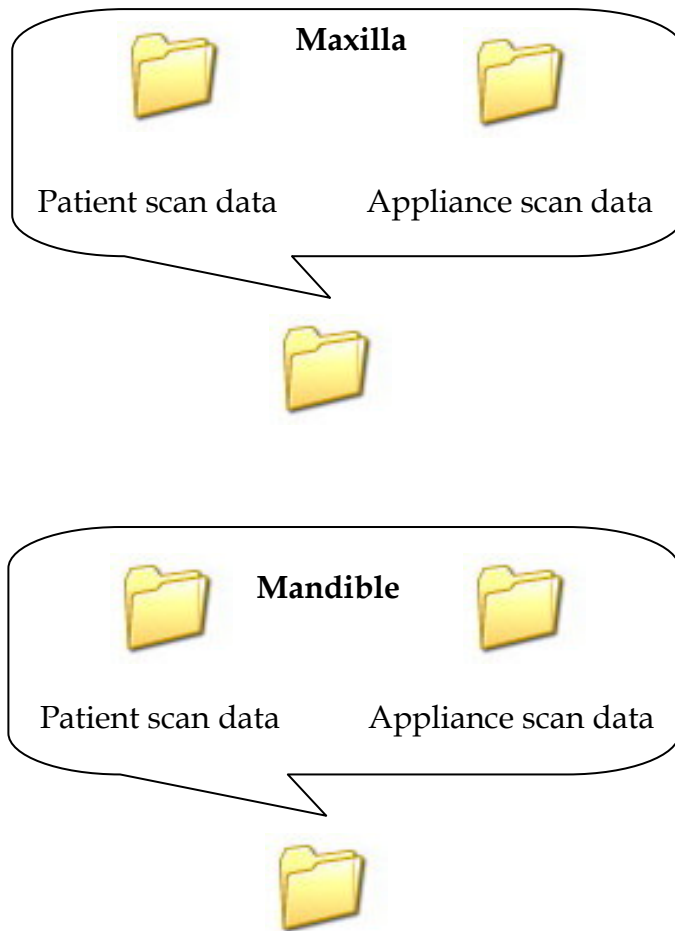 Maxilla
Patient scan data
Appliance scan data
Mandible
Patient scan data
Appliance scan data